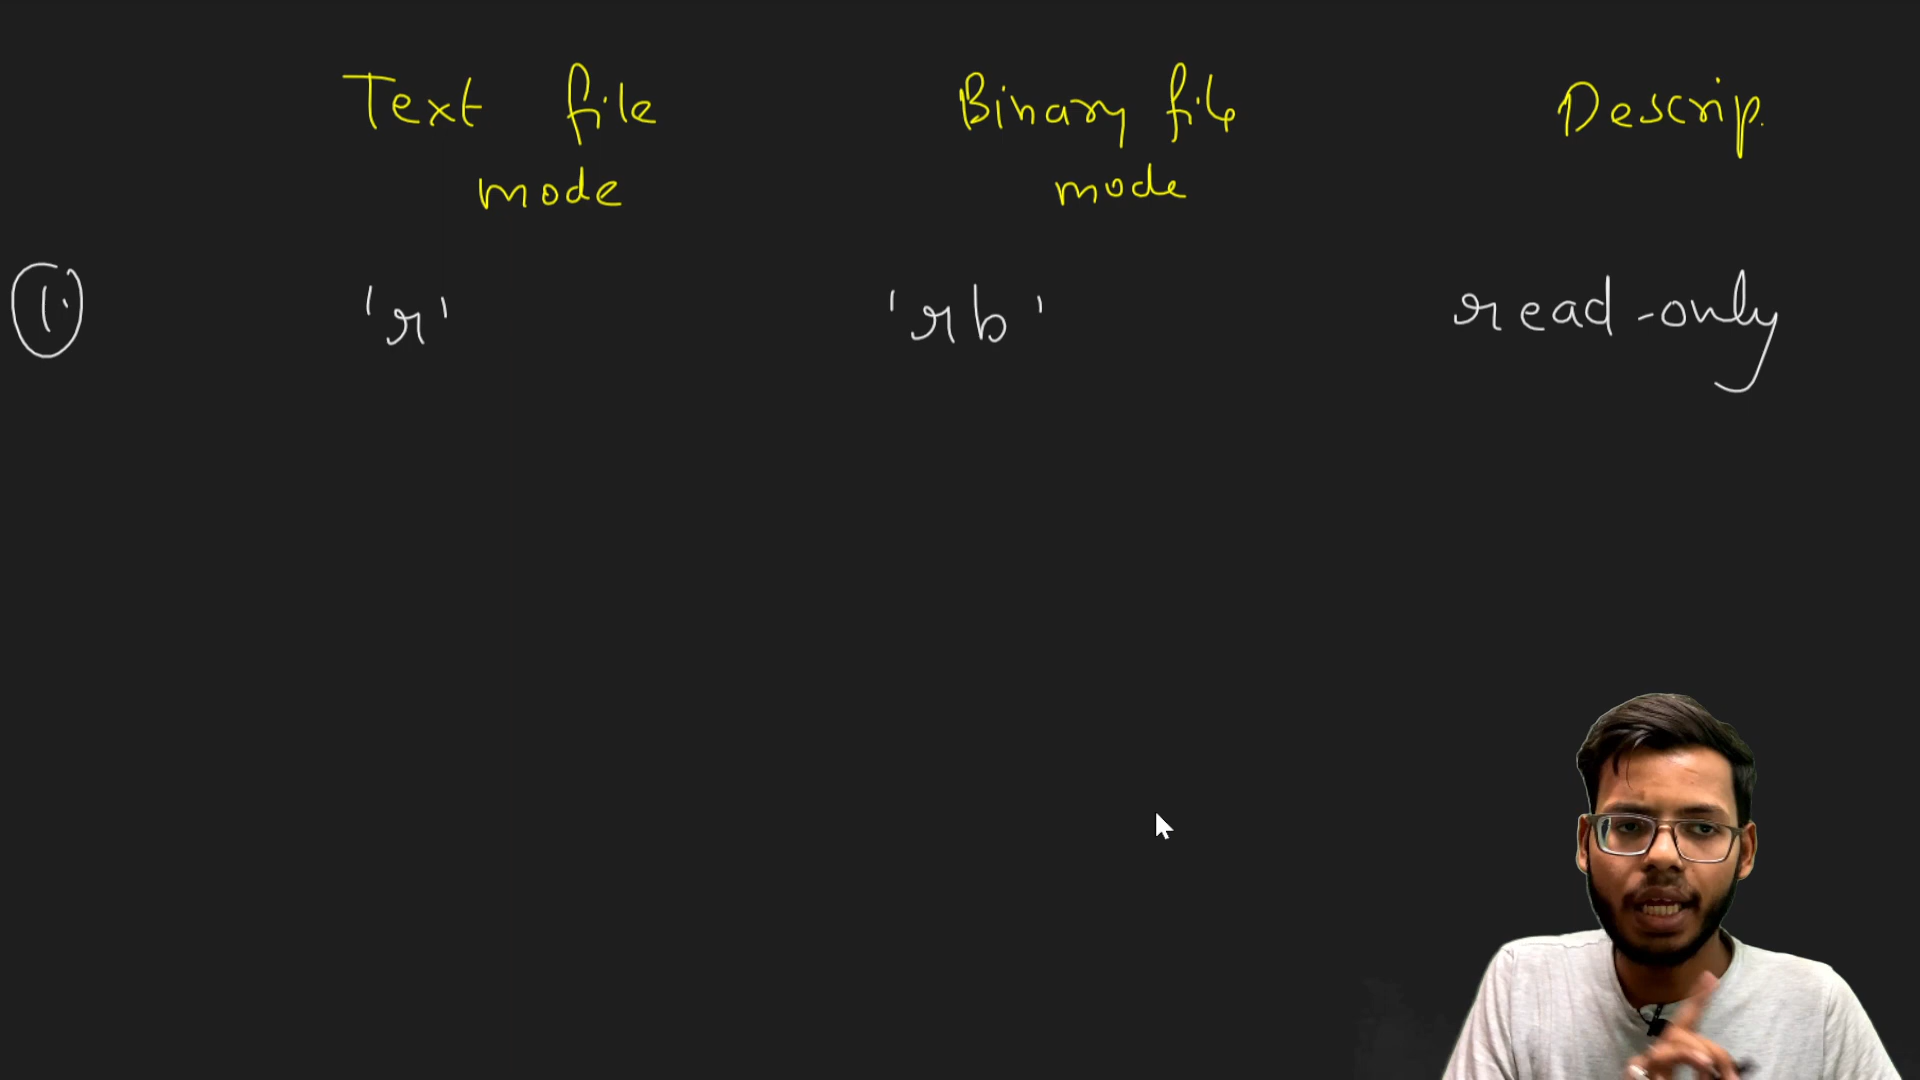 Text file Binary file Descrip.
mode mode
1. 'r' 'rb' read-only